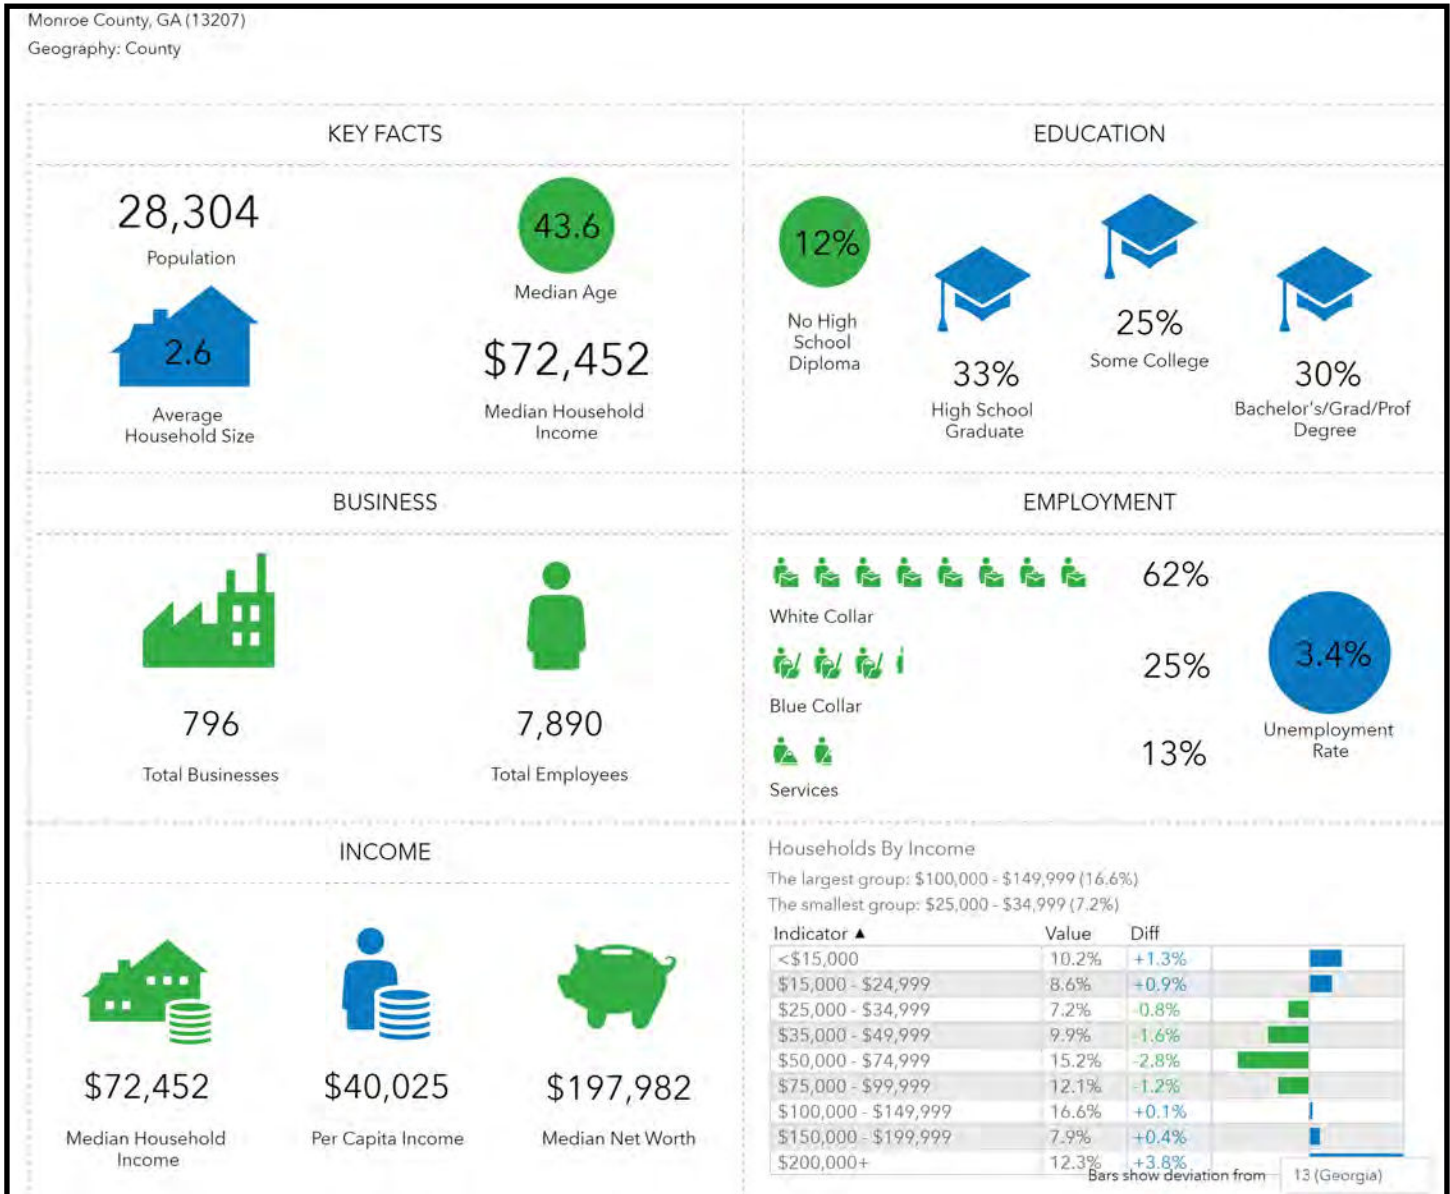 Monroe County, GA (13207)
Geography: County
KEY FACTS
28,304
Population
43.6
Median Age
2.6
Average
Household Size
$72,452
Median Household
Income
EDUCATION
12%
No High
School
Diploma
33%
High School
Graduate
25%
Some College
30%
Bachelor's/Grad/Prof
Degree
BUSINESS
796
Total Businesses
7,890
Total Employees
EMPLOYMENT
62%
White Collar
25%
Blue Collar
13%
Services
3.4%
Unemployment
Rate
INCOME
$72,452
Median Household
Income
$40,025
Per Capita Income
$197,982
Median Net Worth
Households By Income
The largest group: $100,000 - $149,999 (16.6%)
The smallest group: $25,000 - $34,999 (7.2%)
Indicator ▲ Value Diff
<$15,000 10.2% +1.3%
$15,000 - $24,999 8.6% +0.9%
$25,000 - $34,999 7.2% -0.8%
$35,000 - $49,999 9.9% -1.6%
$50,000 - $74,999 15.2% -2.8%
$75,000 - $99,999 12.1% -1.2%
$100,000 - $149,999 16.6% +0.1%
$150,000 - $199,999 7.9% +0.4%
$200,000+ 12.3% +3.8%
Bars show deviation from 13 (Georgia)